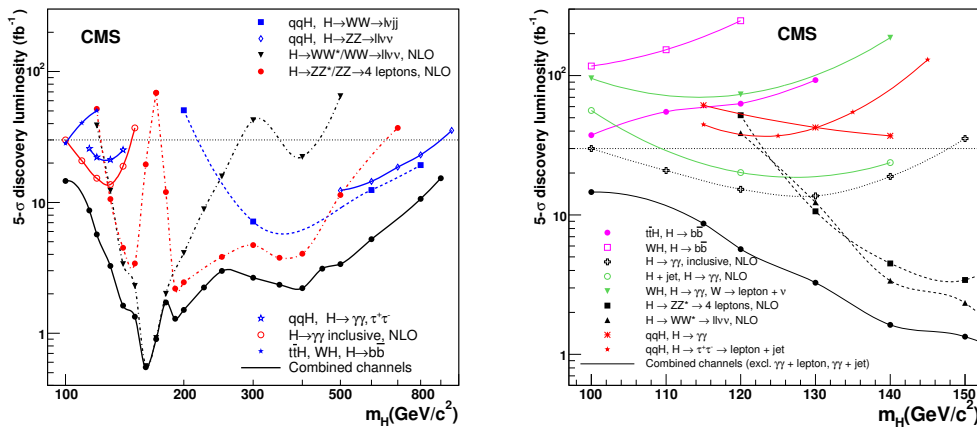 CMS
qqH, H→WW→lνjj
qqH, H→ZZ→llνν
H→WW*/WW→llνν, NLO
H→ZZ*/ZZ→4 leptons, NLO
5-σ discovery luminosity (fb⁻¹)
10²
10
1
qqH, H→γγ, τ⁺τ⁻
H→γγ inclusive, NLO
tt̄H, WH, H→bb̄
Combined channels
100 200 300 400 500 800
m_H(GeV/c²)
CMS
5-σ discovery luminosity (fb⁻¹)
10²
10
1
tt̄H, H→bb̄
WH, H→bb̄
H→γγ, inclusive, NLO
H + jet, H→γγ, NLO
WH, H→γγ, W→lepton + ν
H→ZZ*→4 leptons, NLO
H→WW*→llνν, NLO
qqH, H→γγ
qqH, H→τ⁺τ⁻→lepton + jet
Combined channels (excl. γγ + lepton, γγ + jet)
100 110 120 130 140 150
m_H(GeV/c²)